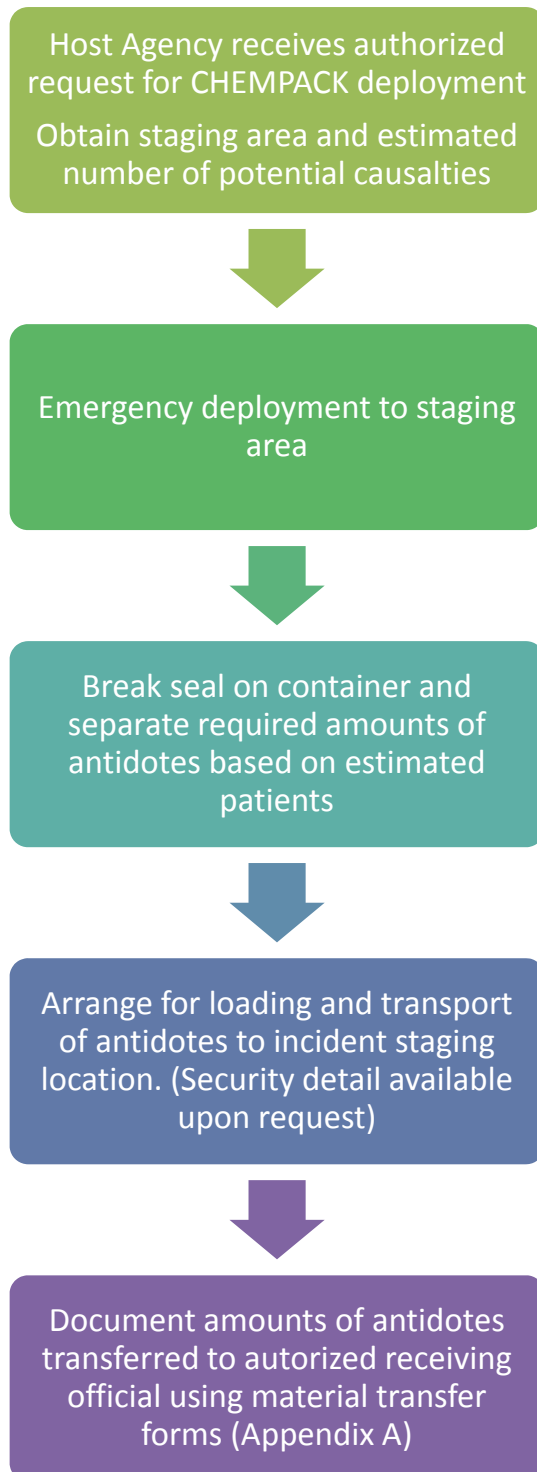 Host Agency receives authorized
request for CHEMPACK deployment
Obtain staging area and estimated
number of potential causalties
Emergency deployment to staging
area
Break seal on container and
separate required amounts of
antidotes based on estimated
patients
Arrange for loading and transport
of antidotes to incident staging
location. (Security detail available
upon request)
Document amounts of antidotes
transferred to autorized receiving
official using material transfer
forms (Appendix A)